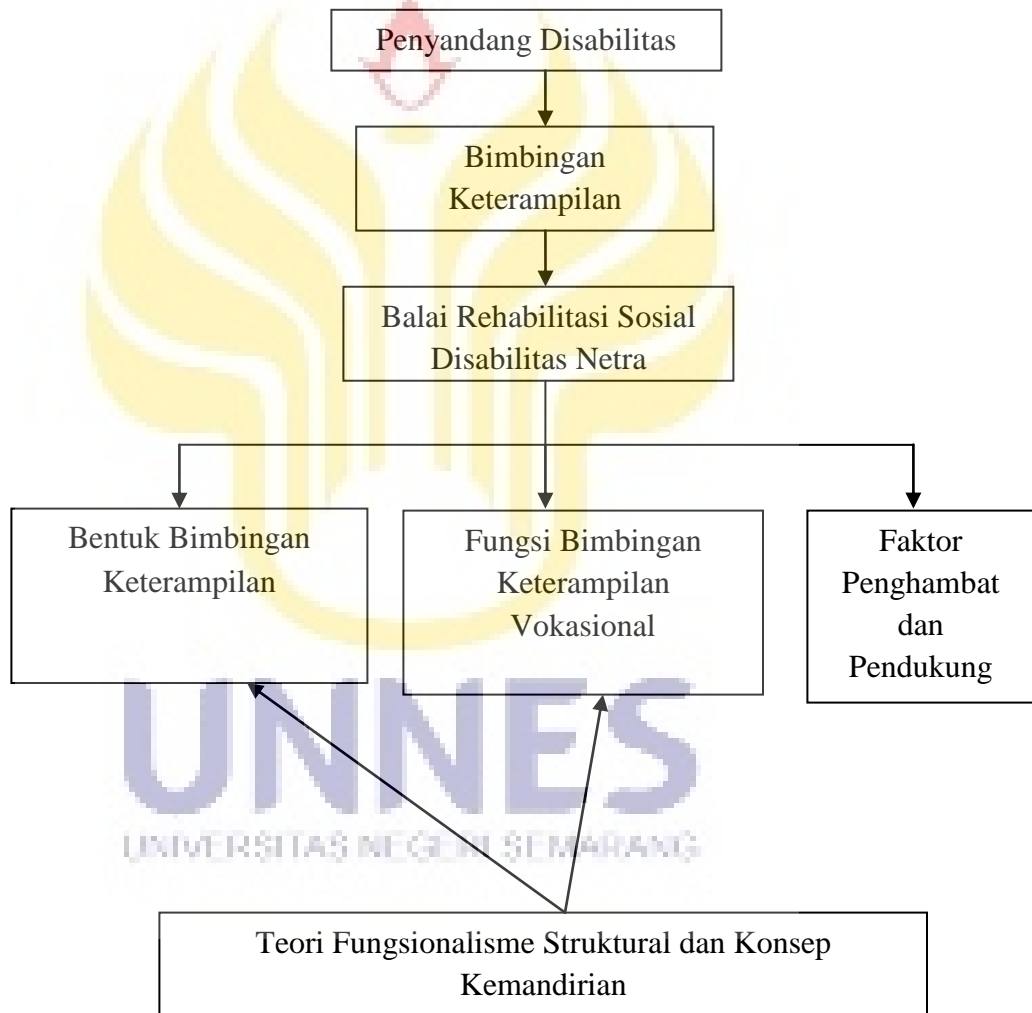 Penyandang Disabilitas
Bimbingan
Keterampilan
Balai Rehabilitasi Sosial
Disabilitas Netra
Bentuk Bimbingan
Keterampilan
Fungsi Bimbingan
Keterampilan
Vokasional
Faktor
Penghambat
dan
Pendukung
UNNES
UNIVERSITAS NEGERI SEMARANG
Teori Fungsionalisme Struktural dan Konsep
Kemandirian